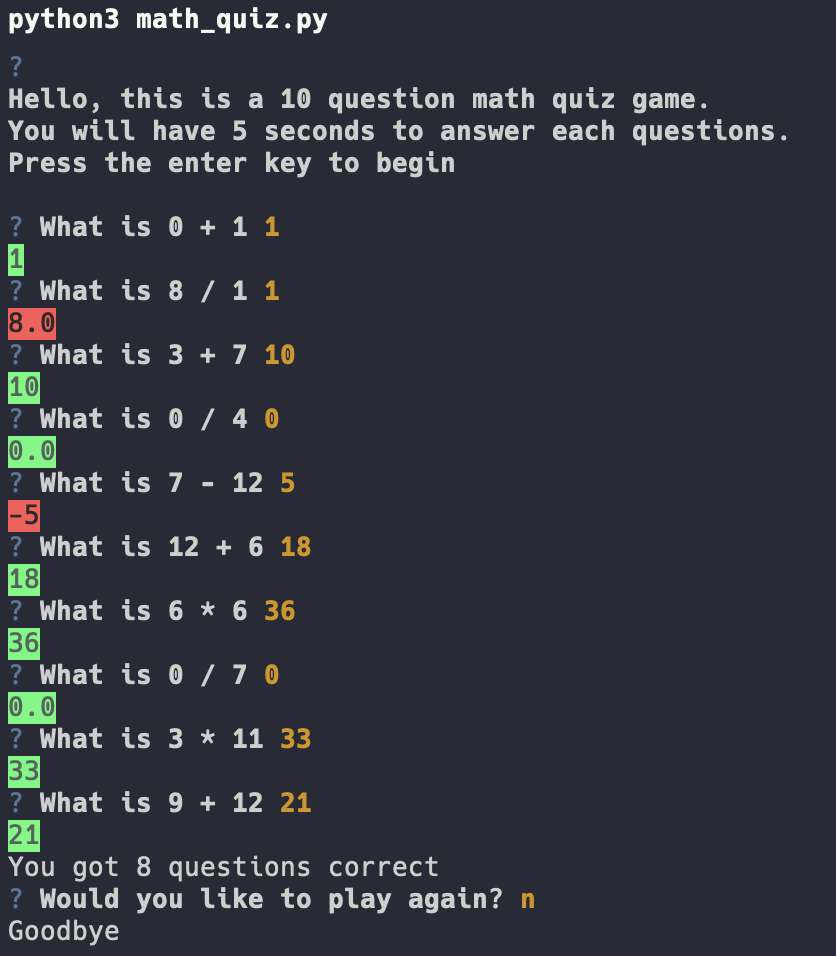 python3 math_quiz.py
?
Hello, this is a 10 question math quiz game.
You will have 5 seconds to answer each questions.
Press the enter key to begin
? What is 0 + 1 1
1
? What is 8 / 1 1
8.0
? What is 3 + 7 10
10
? What is 0 / 4 0
0.0
? What is 7 - 12 5
-5
? What is 12 + 6 18
18
? What is 6 * 6 36
36
? What is 0 / 7 0
0.0
? What is 3 * 11 33
33
? What is 9 + 12 21
21
You got 8 questions correct
? Would you like to play again? n
Goodbye